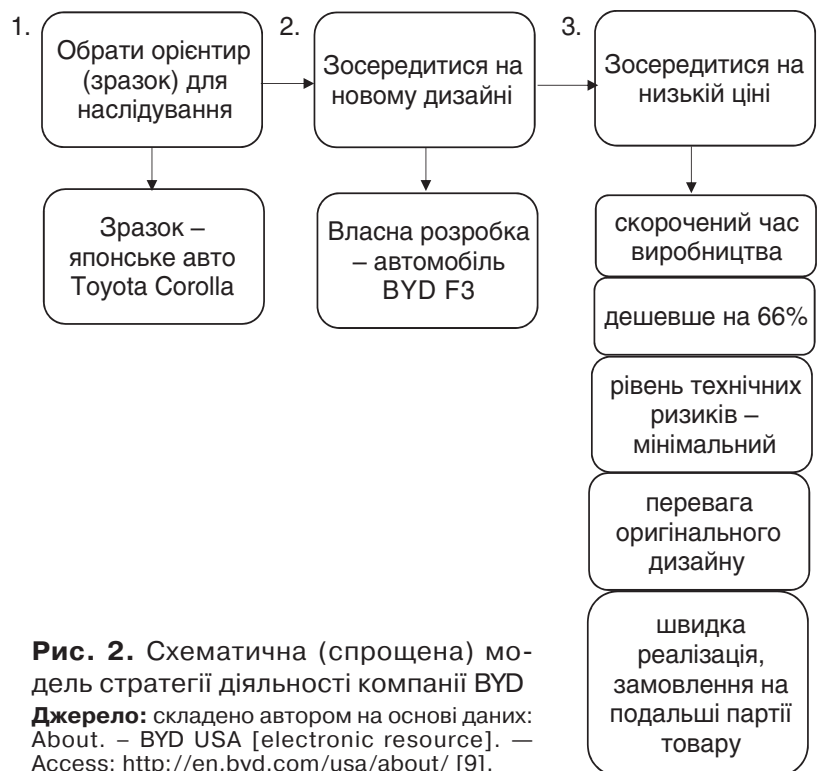 1.
Обрати орієнтир
(зразок) для
наслідування
2.
Зосередитися на
новому дизайні
3.
Зосередитися на
низькій ціні
Зразок –
японське авто
Toyota Corolla
Власна розробка
– автомобіль
BYD F3
скорочений час
виробництва
дешевше на 66%
рівень технічних
ризиків –
мінімальний
перевага
оригінального
дизайну
швидка
реалізація,
замовлення на
подальші партії
товару
Рис. 2. Схематична (спрощена) мо-
дель стратегії діяльності компанії BYD
Джерело: складено автором на основі даних:
About. – BYD USA [electronic resource]. —
Access: http://en.byd.com/usa/about/ [9].